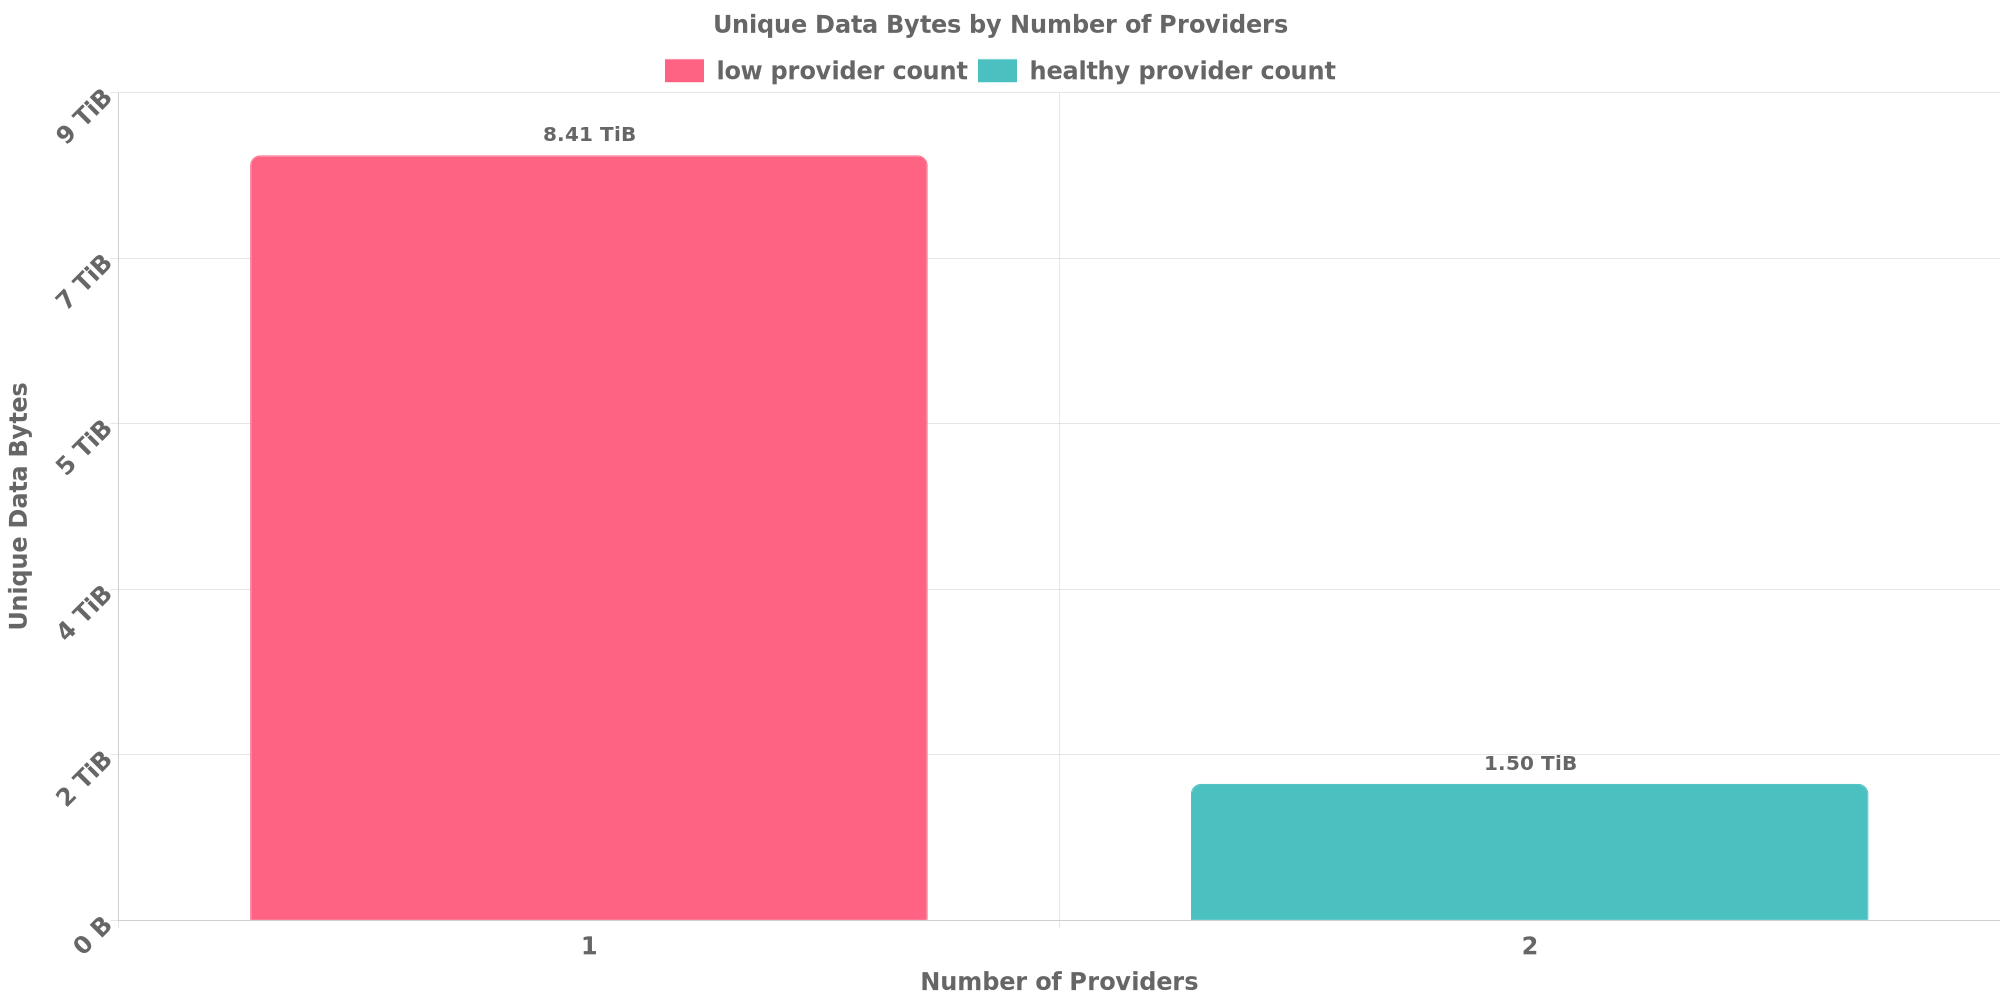 Unique Data Bytes by Number of Providers
low provider count healthy provider count
9 TiB
8.41 TiB
7 TiB
5 TiB
4 TiB
2 TiB
1.50 TiB
0 B
Unique Data Bytes
1 2
Number of Providers